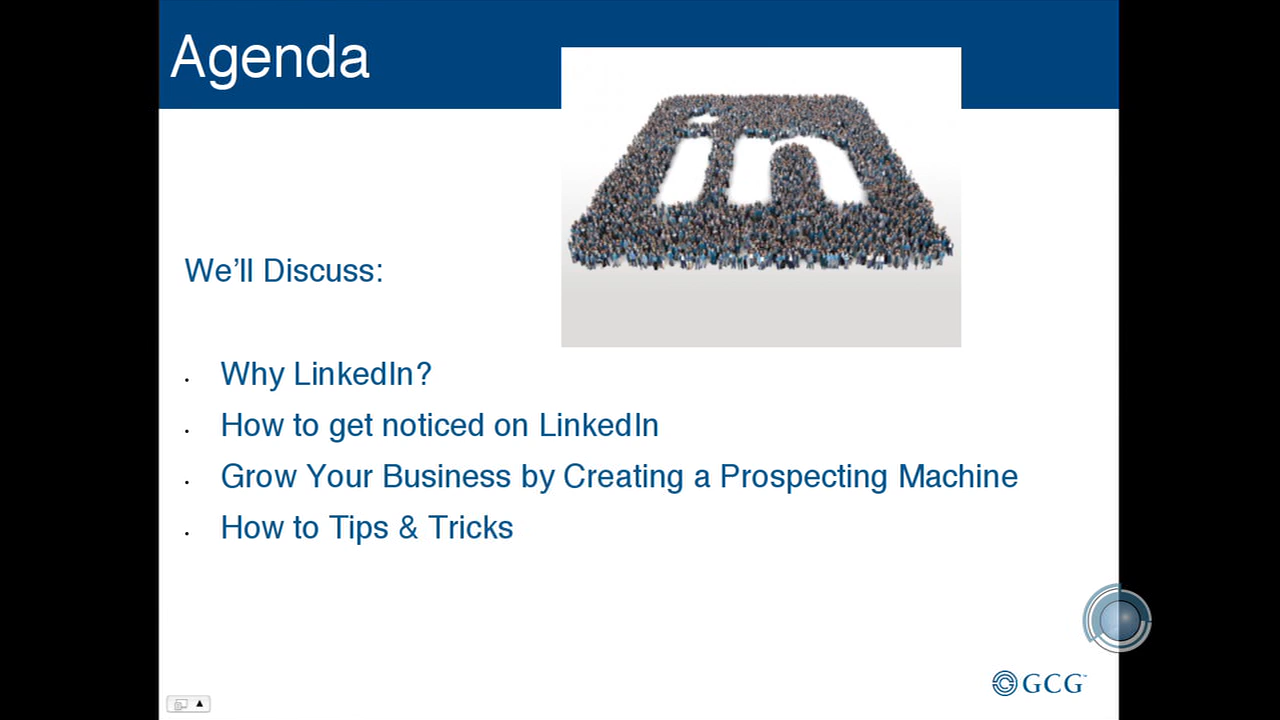 Agenda
in
We’ll Discuss:
· Why LinkedIn?
· How to get noticed on LinkedIn
· Grow Your Business by Creating a Prospecting Machine
· How to Tips & Tricks
GCG